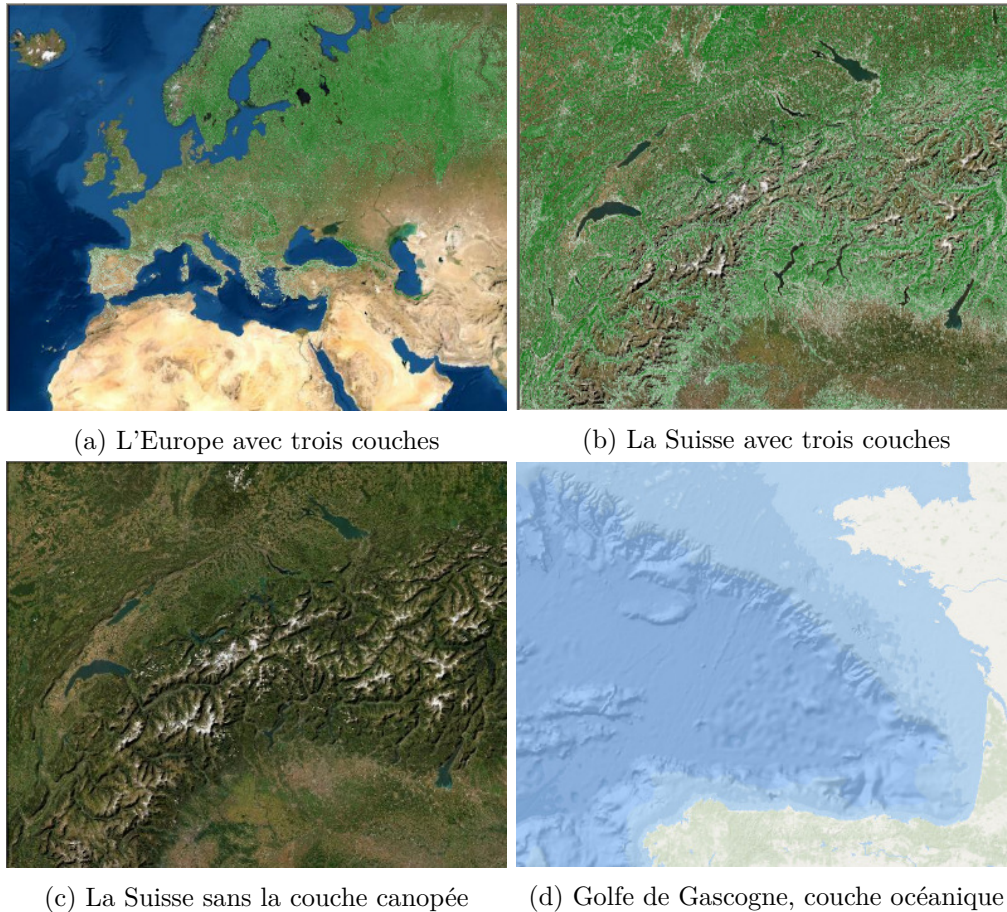 (a) L'Europe avec trois couches
(b) La Suisse avec trois couches
(c) La Suisse sans la couche canopée
(d) Golfe de Gascogne, couche océanique